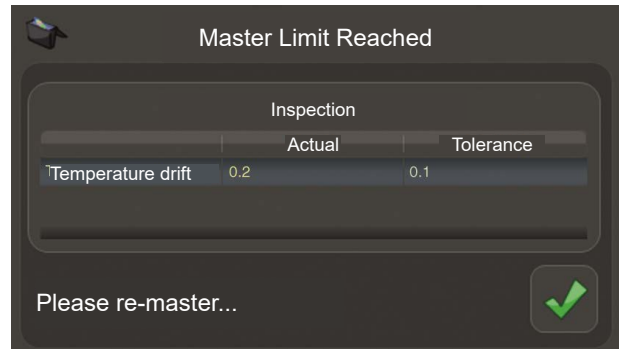 Master Limit Reached
Inspection
Actual Tolerance
Temperature drift 0.2 0.1
Please re-master...